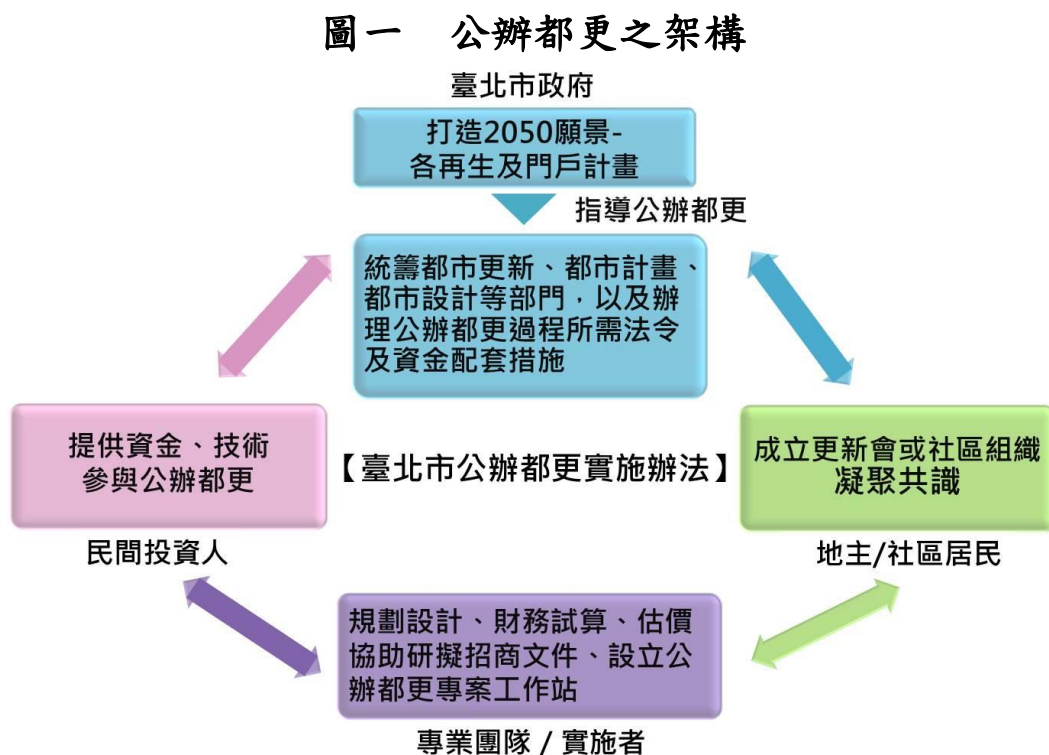 圖一 公辦都更之架構
臺北市政府
打造2050願景-
各再生及門戶計畫
指導公辦都更
統籌都市更新、都市計畫、
都市設計等部門，以及辦
理公辦都更過程所需法令
及資金配套措施
提供資金、技術
參與公辦都更
民間投資人
【臺北市公辦都更實施辦法】
成立更新會或社區組織
凝聚共識
地主/社區居民
規劃設計、財務試算、估價
協助研擬招商文件、設立公
辦都更專案工作站
專業團隊 / 實施者